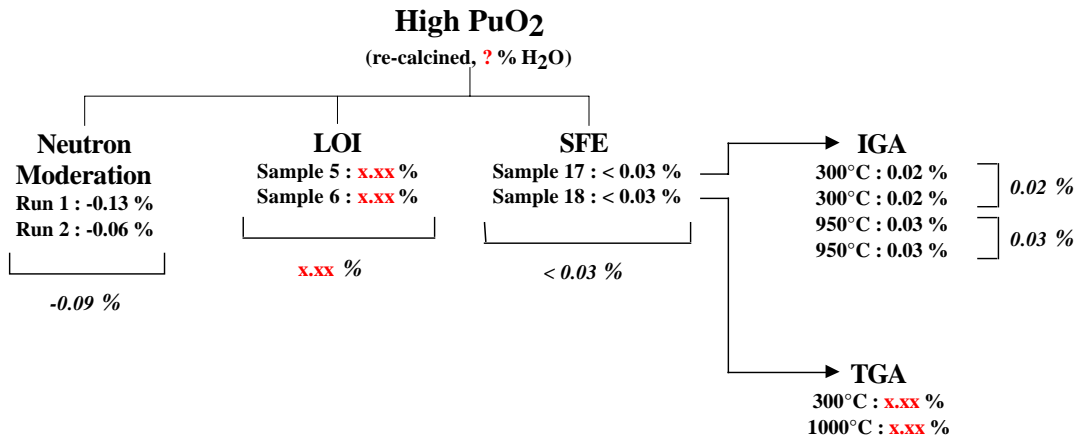 High PuO2
(re-calcined, ? % H2O)
Neutron
Moderation
Run 1 : -0.13 %
Run 2 : -0.06 %
-0.09 %
LOI
Sample 5 : x.xx %
Sample 6 : x.xx %
x.xx %
SFE
Sample 17 : < 0.03 %
Sample 18 : < 0.03 %
< 0.03 %
IGA
300°C : 0.02 %
300°C : 0.02 %
0.02 %
950°C : 0.03 %
950°C : 0.03 %
0.03 %
TGA
300°C : x.xx %
1000°C : x.xx %